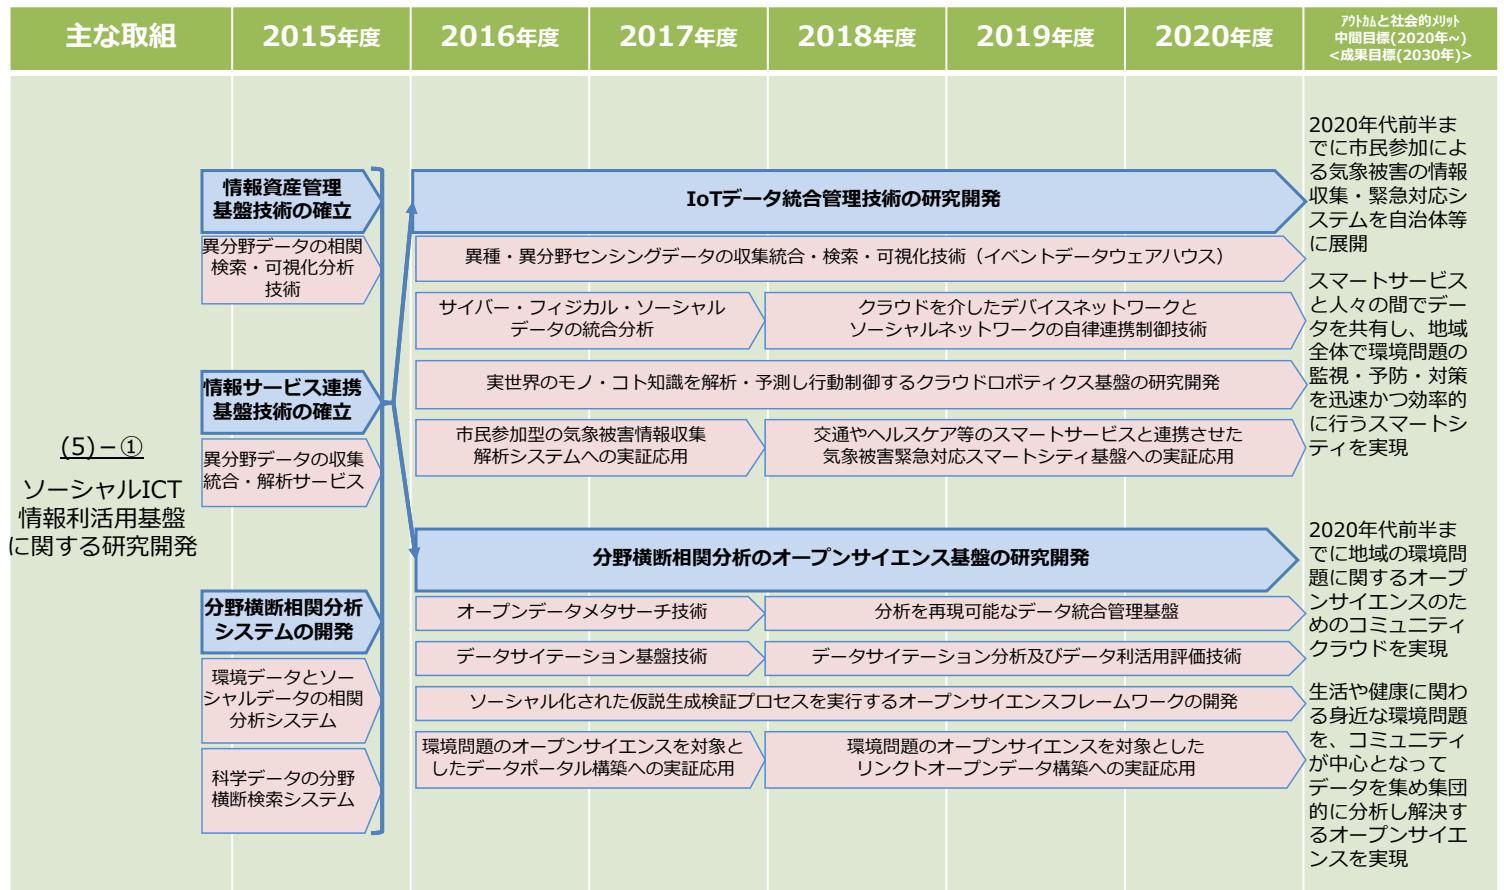 主な取組
2015年度
2016年度
2017年度
2018年度
2019年度
2020年度
ｱｳﾄｶﾑと社会的ﾒﾘｯﾄ
中間目標(2020年~)
<成果目標(2030年)>
(5)－①
ソーシャルICT
情報利活用基盤
に関する研究開発
情報資産管理
基盤技術の確立
異分野データの相関
検索・可視化分析
技術
情報サービス連携
基盤技術の確立
異分野データの収集
統合・解析サービス
分野横断相関分析
システムの開発
環境データとソー
シャルデータの相関
分析システム
科学データの分野
横断検索システム
IoTデータ統合管理技術の研究開発
異種・異分野センシングデータの収集統合・検索・可視化技術（イベントデータウェアハウス）
サイバー・フィジカル・ソーシャル
データの統合分析
クラウドを介したデバイスネットワークと
ソーシャルネットワークの自律連携制御技術
実世界のモノ・コト知識を解析・予測し行動制御するクラウドロボティクス基盤の研究開発
市民参加型の気象被害情報収集
解析システムへの実証応用
交通やヘルスケア等のスマートサービスと連携させた
気象被害緊急対応スマートシティ基盤への実証応用
分野横断相関分析のオープンサイエンス基盤の研究開発
オープンデータメタサーチ技術
分析を再現可能なデータ統合管理基盤
データサイテーション基盤技術
データサイテーション分析及びデータ利活用評価技術
ソーシャル化された仮説生成検証プロセスを実行するオープンサイエンスフレームワークの開発
環境問題のオープンサイエンスを対象と
したデータポータル構築への実証応用
環境問題のオープンサイエンスを対象とした
リンクトオープンデータ構築への実証応用
2020年代前半ま
でに市民参加によ
る気象被害の情報
収集・緊急対応シ
ステムを自治体等
に展開
スマートサービス
と人々の間でデー
タを共有し、地域
全体で環境問題の
監視・予防・対策
を迅速かつ効率的
に行うスマートシ
ティを実現
2020年代前半ま
でに地域の環境問
題に関するオープ
ンサイエンスのた
めのコミュニティ
クラウドを実現
生活や健康に関わ
る身近な環境問題
を、コミュニティ
が中心となって
データを集め集団
的に分析し解決す
るオープンサイエ
ンスを実現